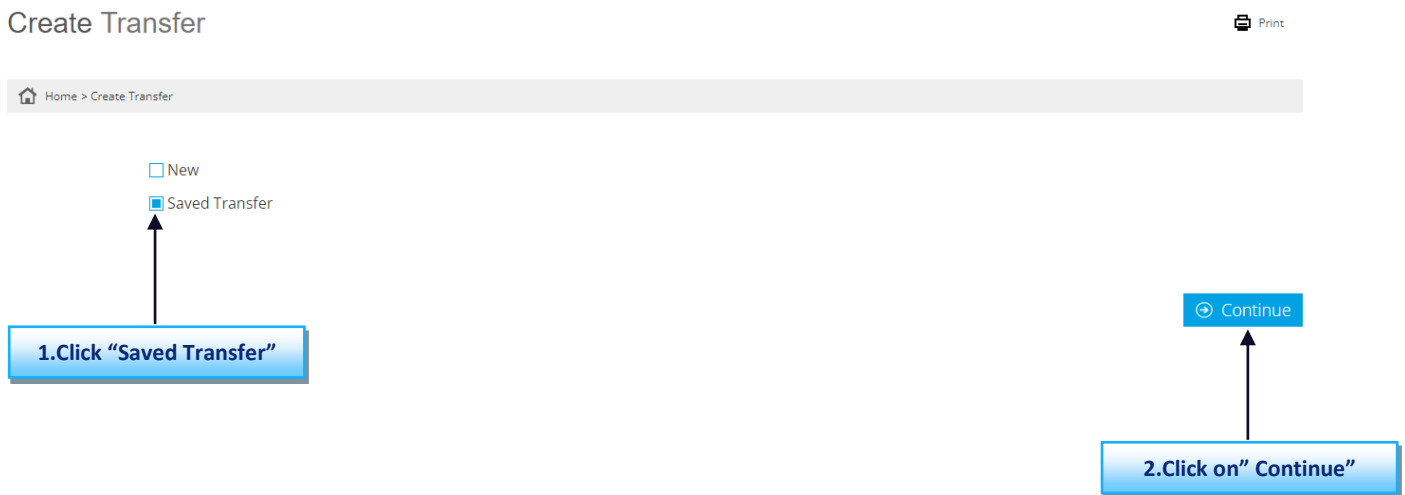 Create Transfer
Print
Home > Create Transfer
New
Saved Transfer
Continue
1.Click “Saved Transfer”
2.Click on” Continue”